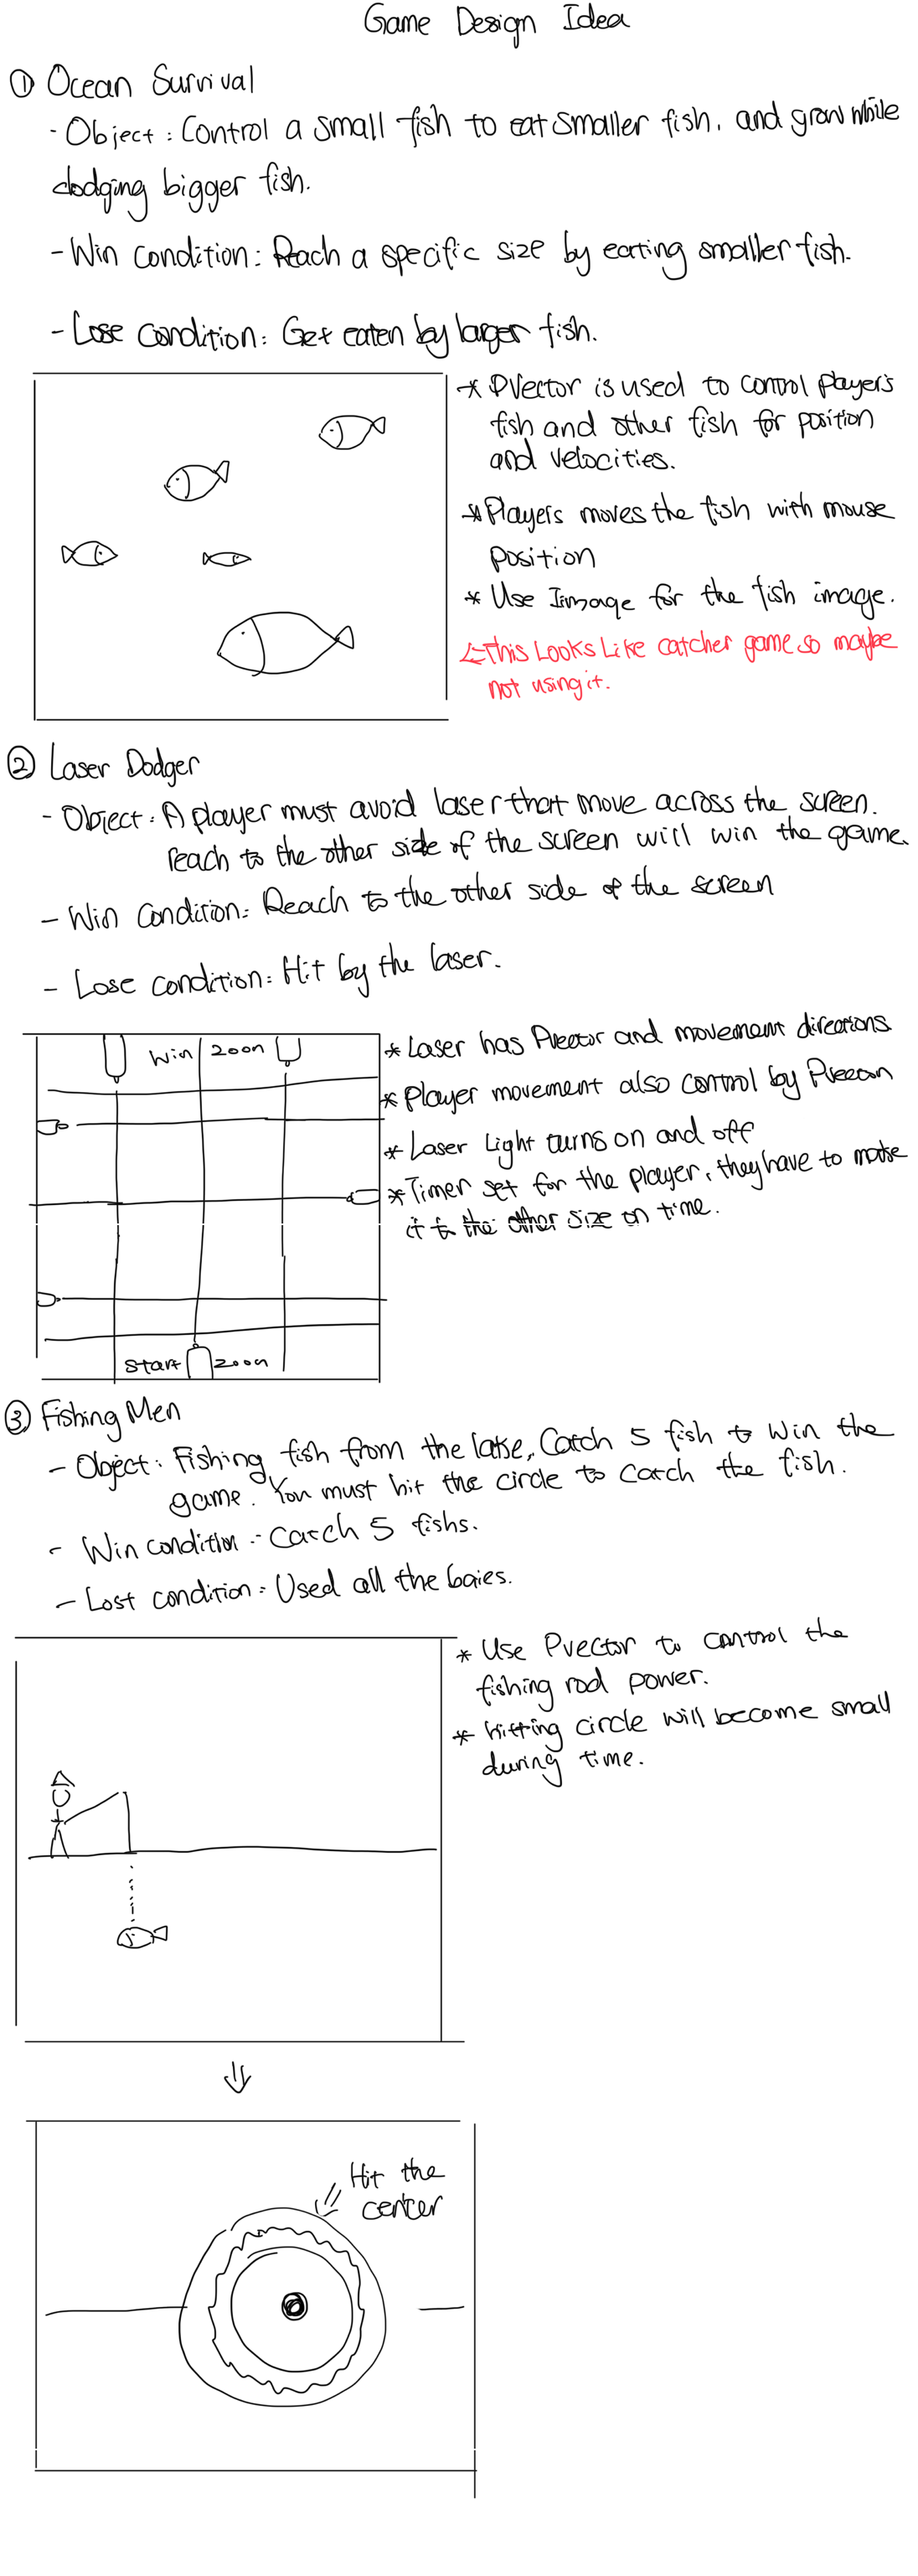 Game Design Idea
① Ocean Survival
- Object : Control a small fish to eat smaller fish, and grow while
dodging bigger fish.
- Win condition : Reach a specific size by earting smaller fish.
- Lose condition : Get eaten by larger fish.
* PVector is used to control player's
fish and other fish for position
and velocities.
* Players moves the fish with mouse
position
* Use Iimage for the fish image.
← This Looks Like catcher game so maybe
not using it.
② Laser Dodger
- Object : A player must avoid laser that move across the screen.
reach to the other side of the screen will win the game.
- Win condition : Reach to the other side of the screen
- Lose condition : Hit by the laser.
Win zoon
* Laser has Pvector and movement directions
* Player movement also control by
* Laser Light turns on and off
* Timer set for the player, they have to make
it to the other size on time.
Start zoon
③ Fishing Men
- Object : Fishing fish from the lake, Catch 5 fish to win the
game. You must hit the circle to catch the fish.
- Win condition : Catch 5 fishs.
- Lost condition : Used all the baies.
* Use Pvector to control the
fishing rod power.
* hitting circle will become small
during time.
Hit the
center